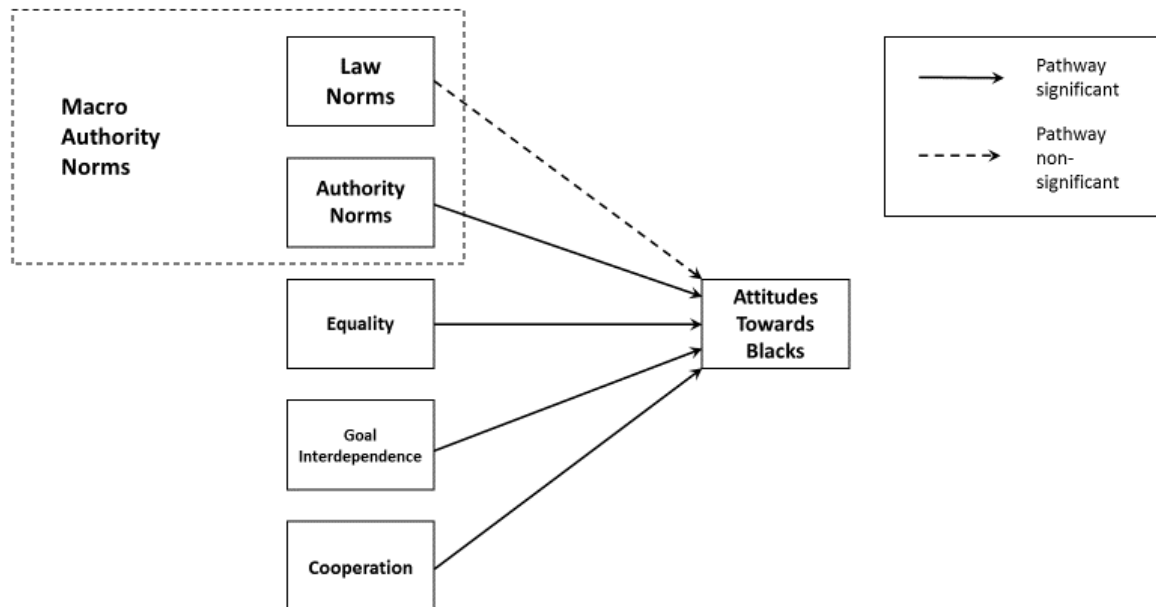 Macro
Authority
Norms
Law
Norms
Authority
Norms
Equality
Goal
Interdependence
Cooperation
Attitudes
Towards
Blacks
Pathway
significant
Pathway
non-
significant